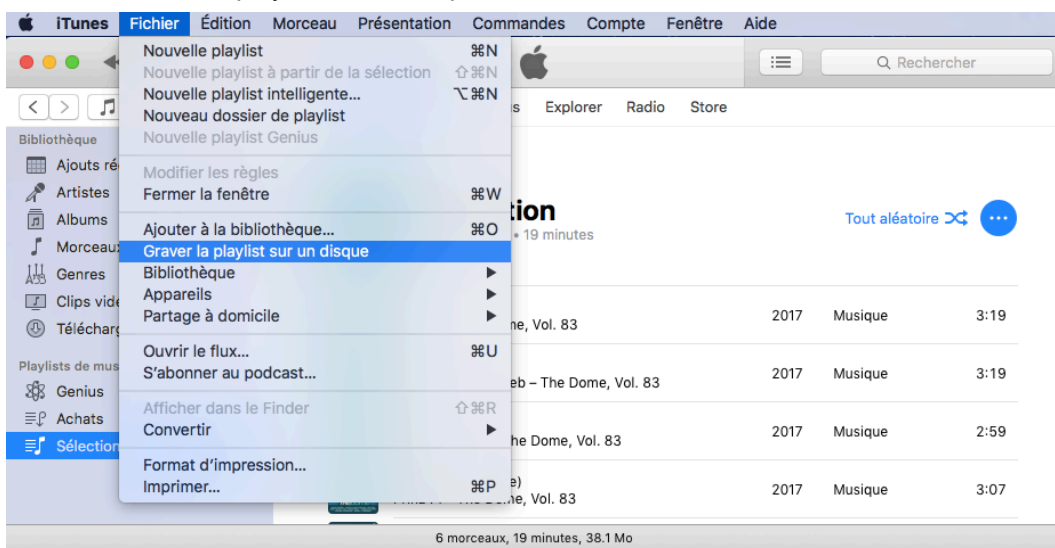 iTunes Fichier Édition Morceau Présentation Commandes Compte Fenêtre Aide
Nouvelle playlist ⌘N
Nouvelle playlist à partir de la sélection ⇧⌘N
Nouvelle playlist intelligente... ⌥⌘N
Nouveau dossier de playlist
Nouvelle playlist Genius
Modifier les règles
Fermer la fenêtre ⌘W
Ajouter à la bibliothèque... ⌘O
Graver la playlist sur un disque
Bibliothèque
Appareils
Partage à domicile
Ouvrir le flux... ⌘U
S'abonner au podcast...
Afficher dans le Finder ⇧⌘R
Convertir
Format d'impression...
Imprimer... ⌘P
Rechercher
s Explorer Radio Store
Bibliothèque
Ajouts ré
Artistes
Albums
Morceau
Genres
Clips vidé
Télécharg
Playlists de mus
Genius
Achats
Sélection
tion
• 19 minutes
Tout aléatoire
me, Vol. 83 2017 Musique 3:19
eb – The Dome, Vol. 83 2017 Musique 3:19
he Dome, Vol. 83 2017 Musique 2:59
e)
me, Vol. 83 2017 Musique 3:07
6 morceaux, 19 minutes, 38.1 Mo